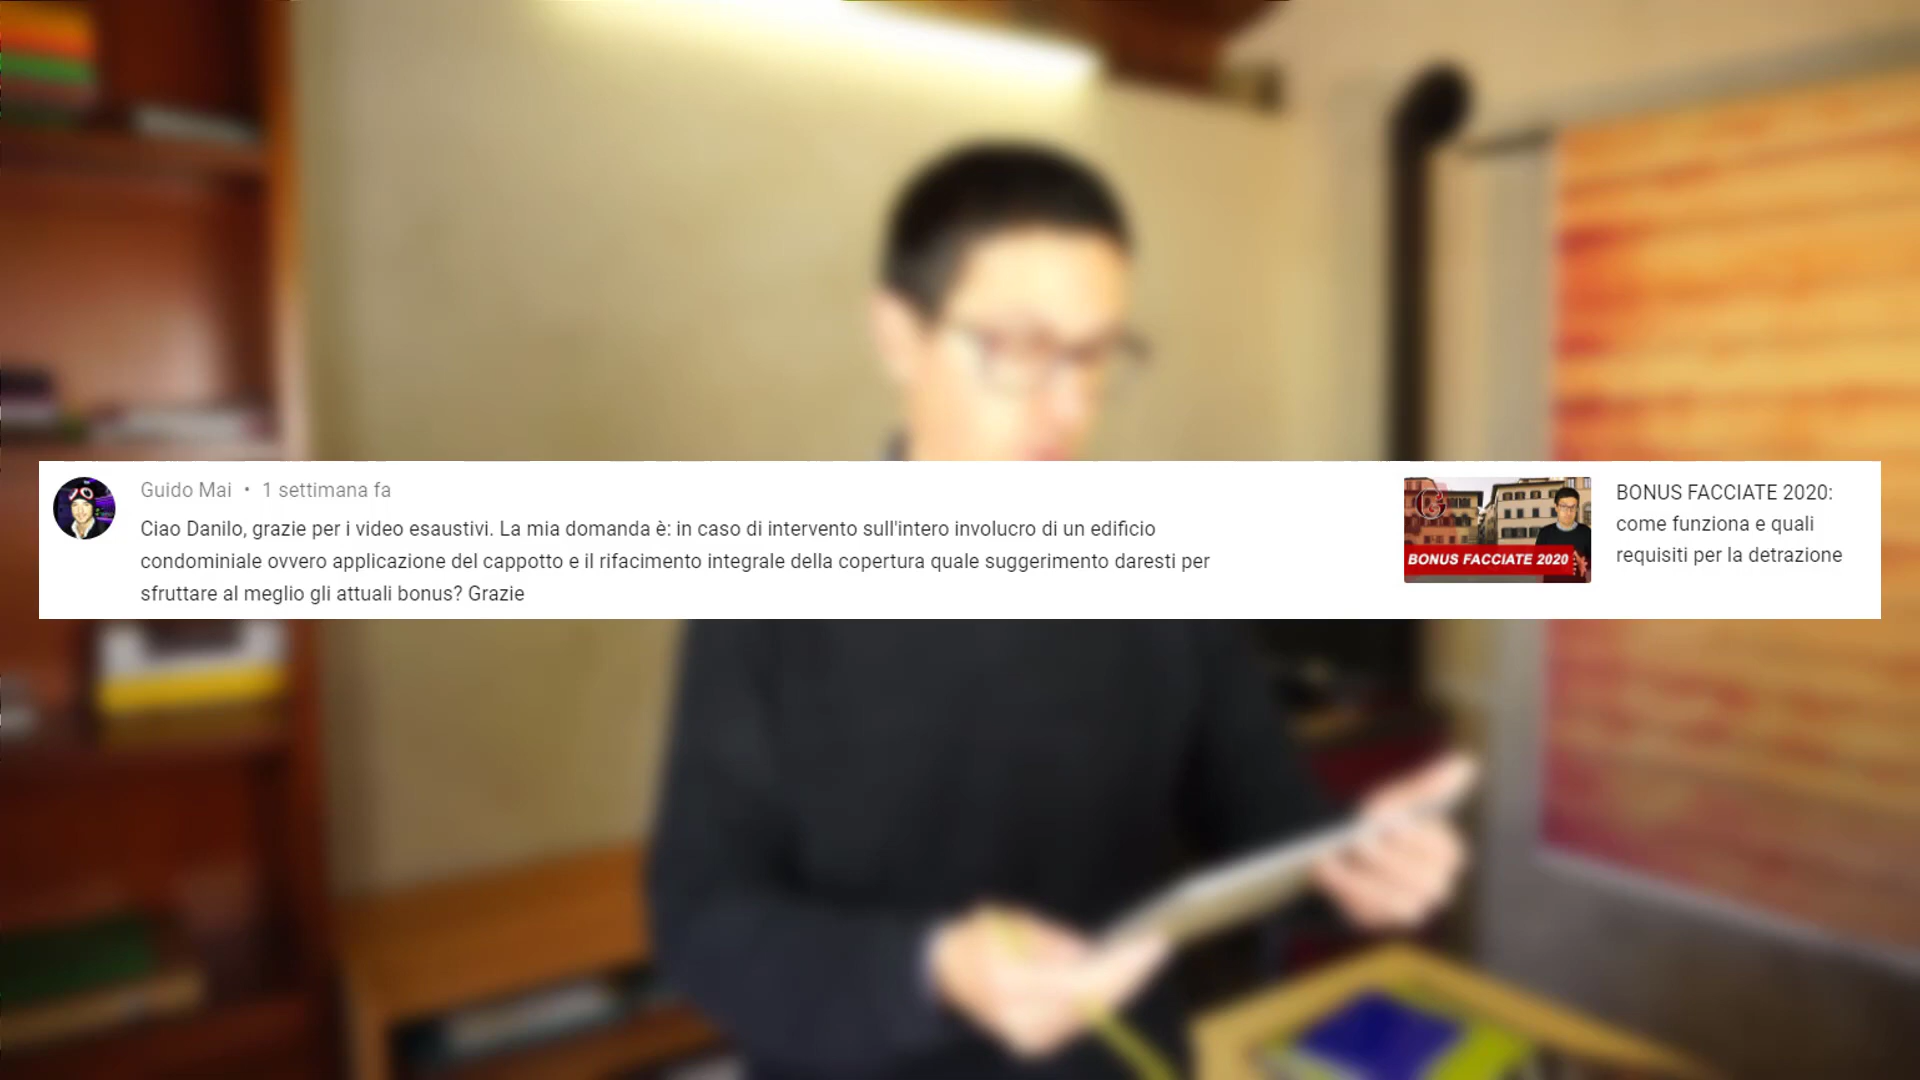 Guido Mai • 1 settimana fa
Ciao Danilo, grazie per i video esaustivi. La mia domanda è: in caso di intervento sull'intero involucro di un edificio
condominiale ovvero applicazione del cappotto e il rifacimento integrale della copertura quale suggerimento daresti per
sfruttare al meglio gli attuali bonus? Grazie
G
BONUS FACCIATE 2020
BONUS FACCIATE 2020:
come funziona e quali
requisiti per la detrazione